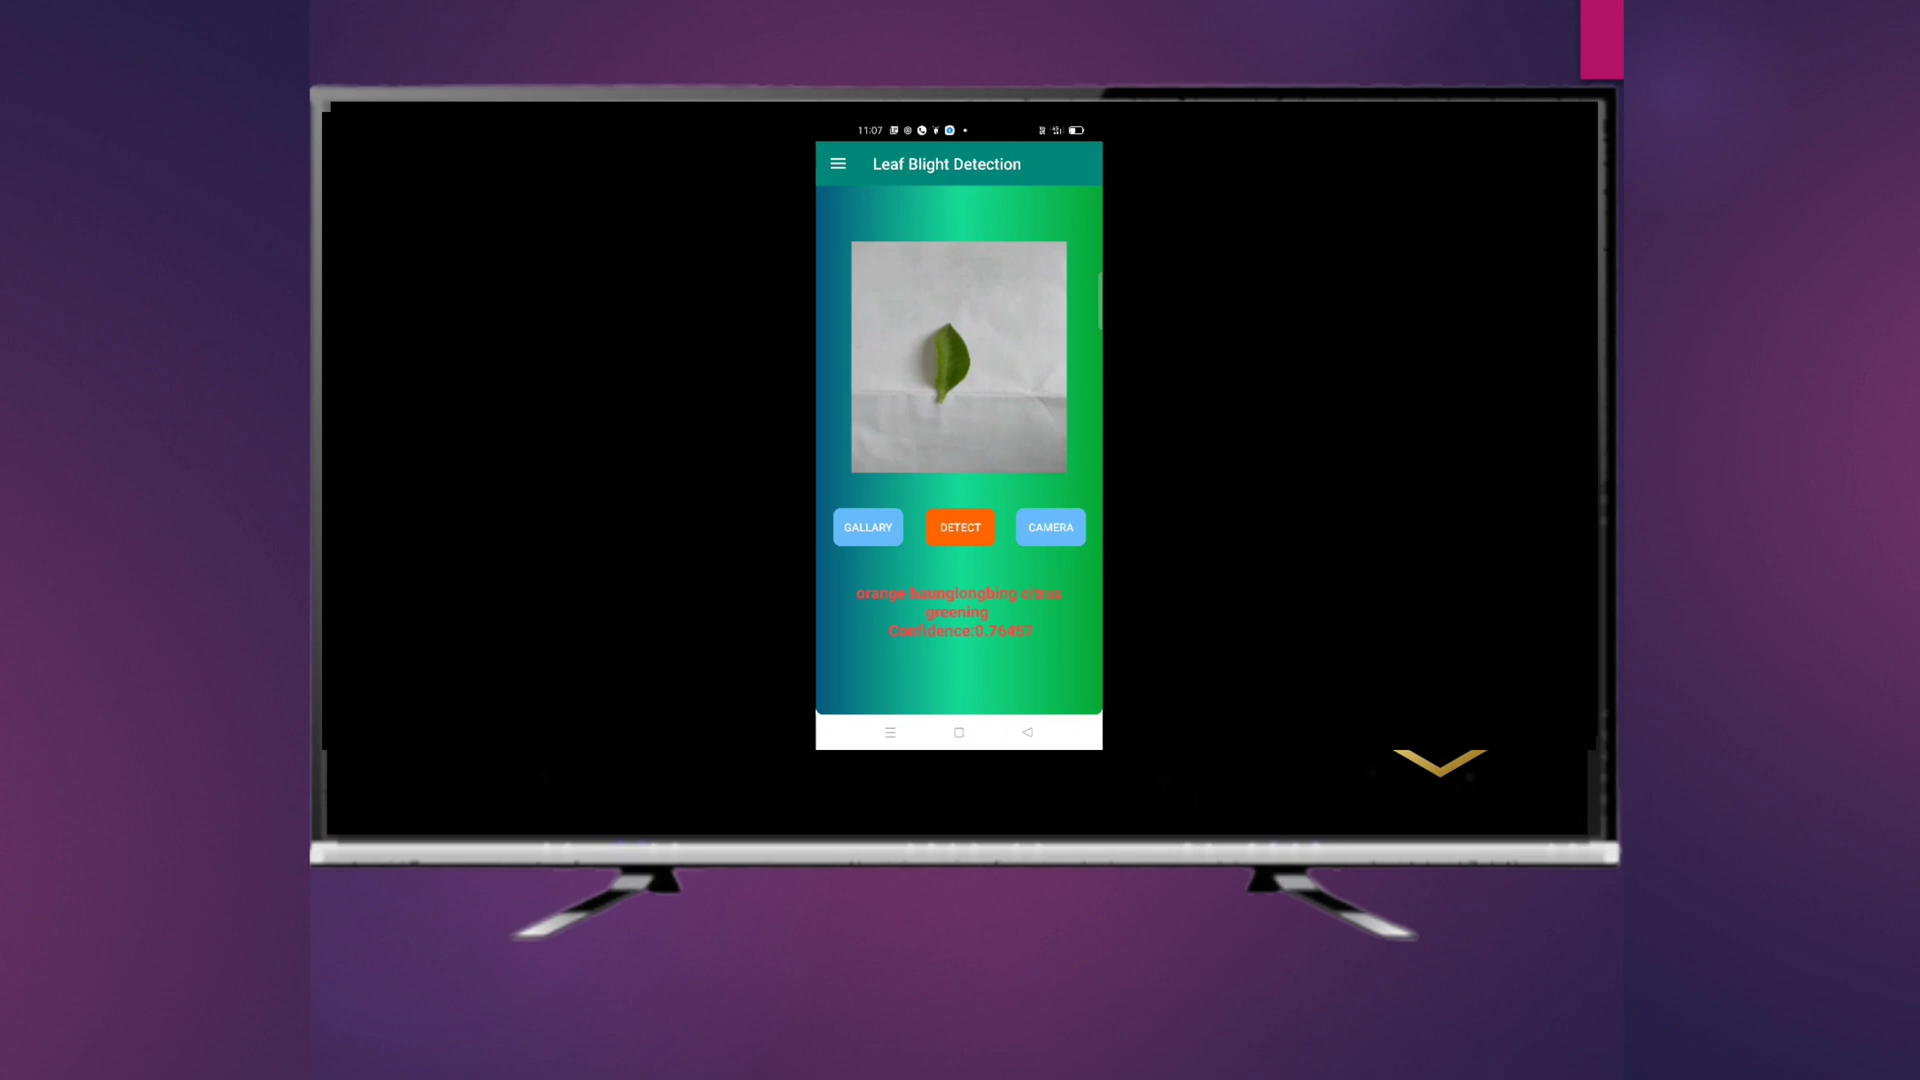 11:07
Leaf Blight Detection
GALLARY
DETECT
CAMERA
orange haunglongbing citrus
greening
Confidence:0.76457